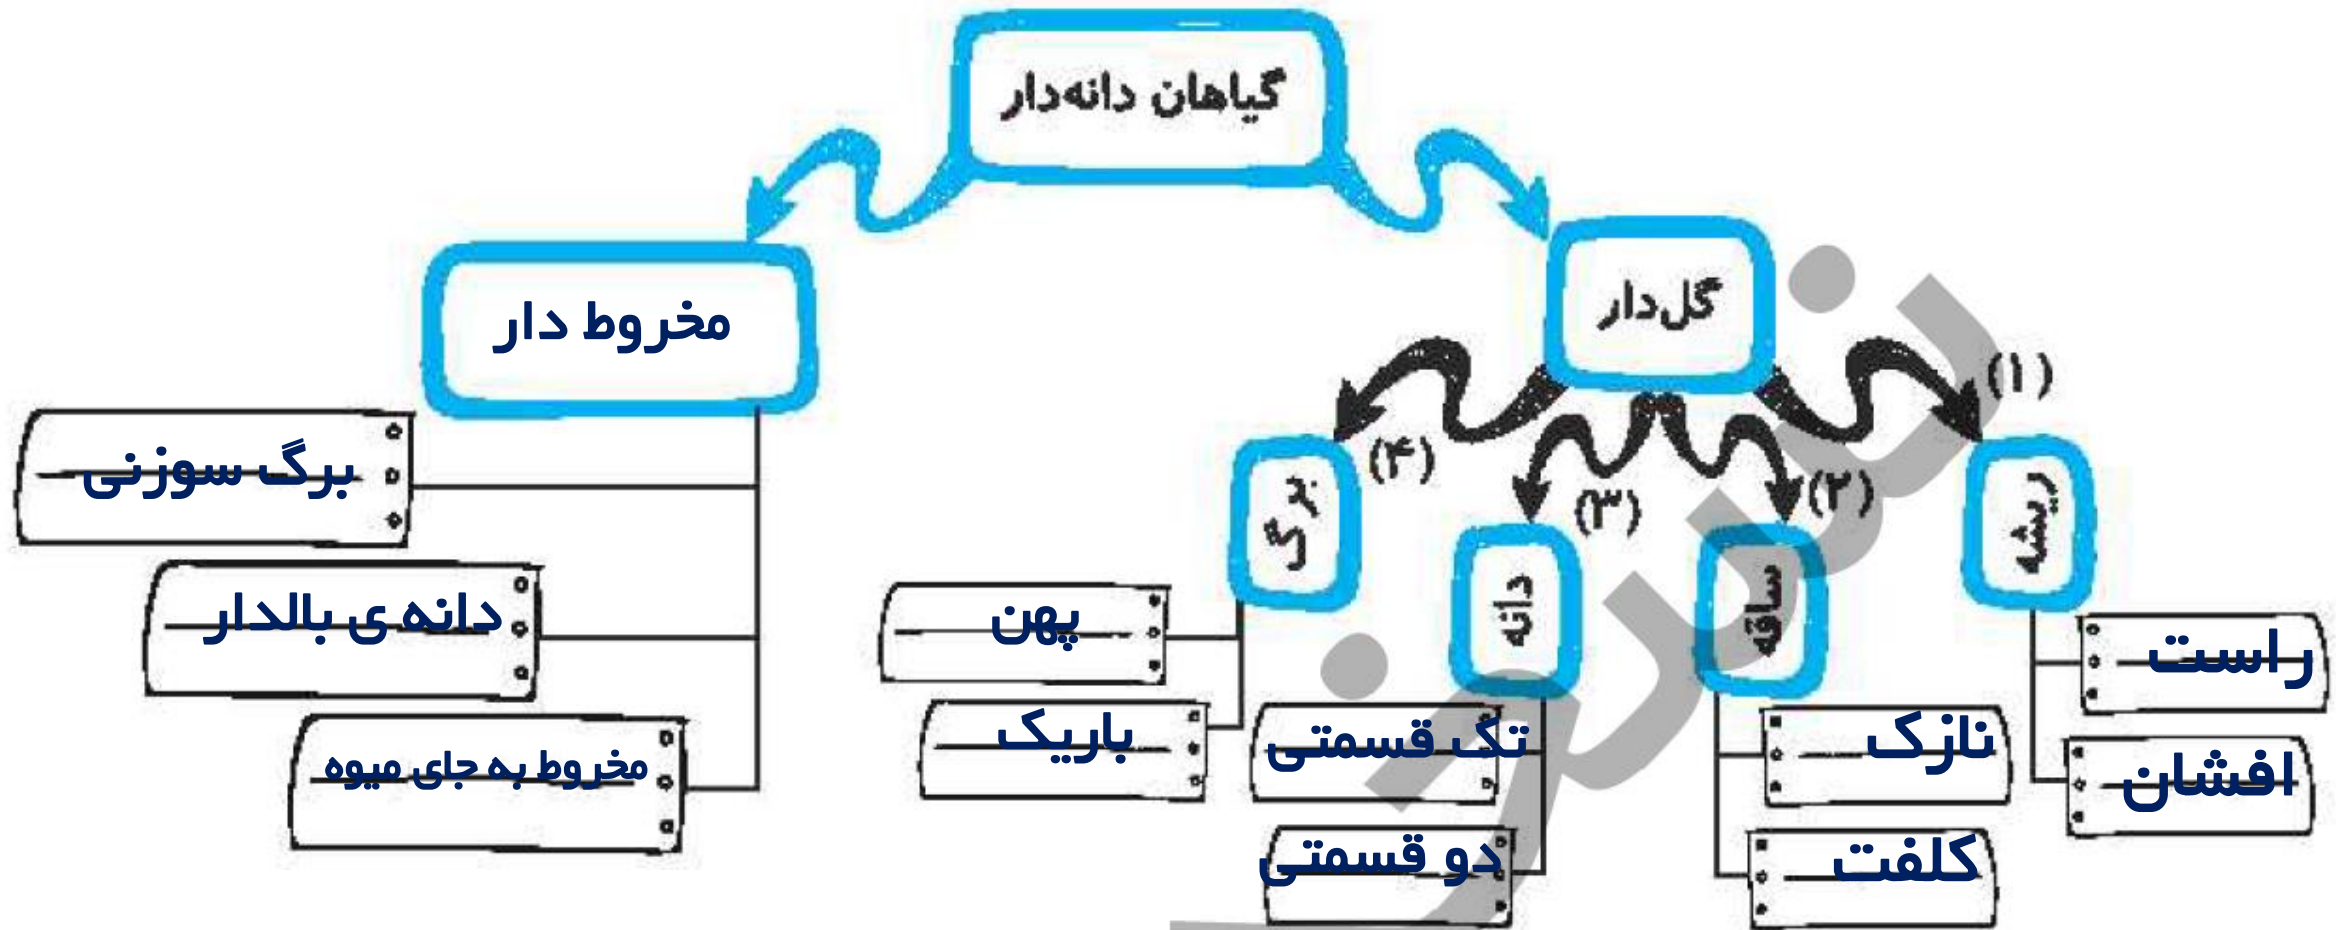 گیاهان دانه‌دار
گل‌دار
مخروط دار
(۱)
ریشه
راست
افشان
(۲)
ساقه
نازک
کلفت
(۳)
دانه
تک قسمتی
دو قسمتی
(۴)
برگ
پهن
باریک
برگ سوزنی
دانه ی بالدار
مخروط به جای میوه